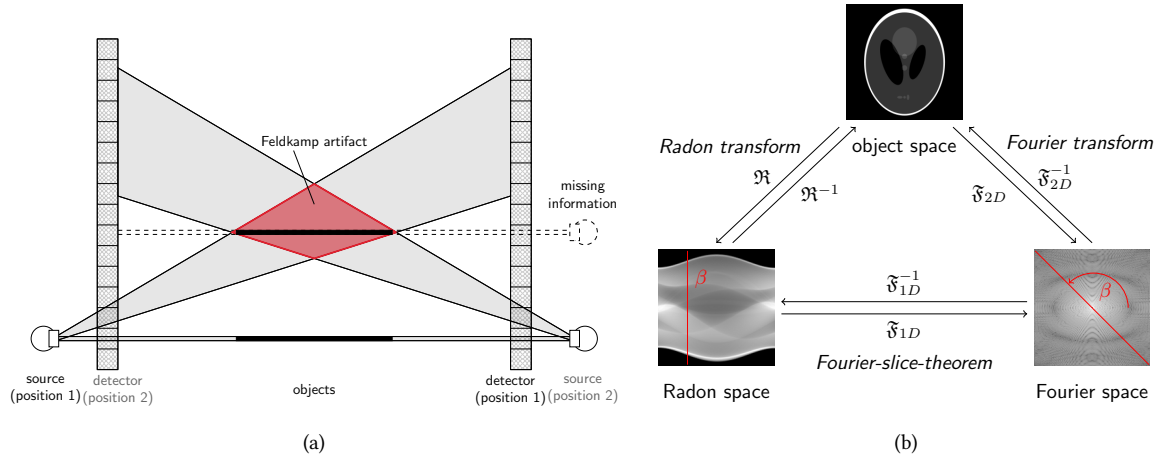 Feldkamp artifact
missing
information
source
(position 1)
detector
(position 2)
objects
detector
(position 1)
source
(position 2)
(a)
object space
Radon transform
ℜ
ℜ⁻¹
Fourier transform
𝔉₂D⁻¹
𝔉₂D
β
β
𝔉₁D⁻¹
𝔉₁D
Fourier-slice-theorem
Radon space
Fourier space
(b)